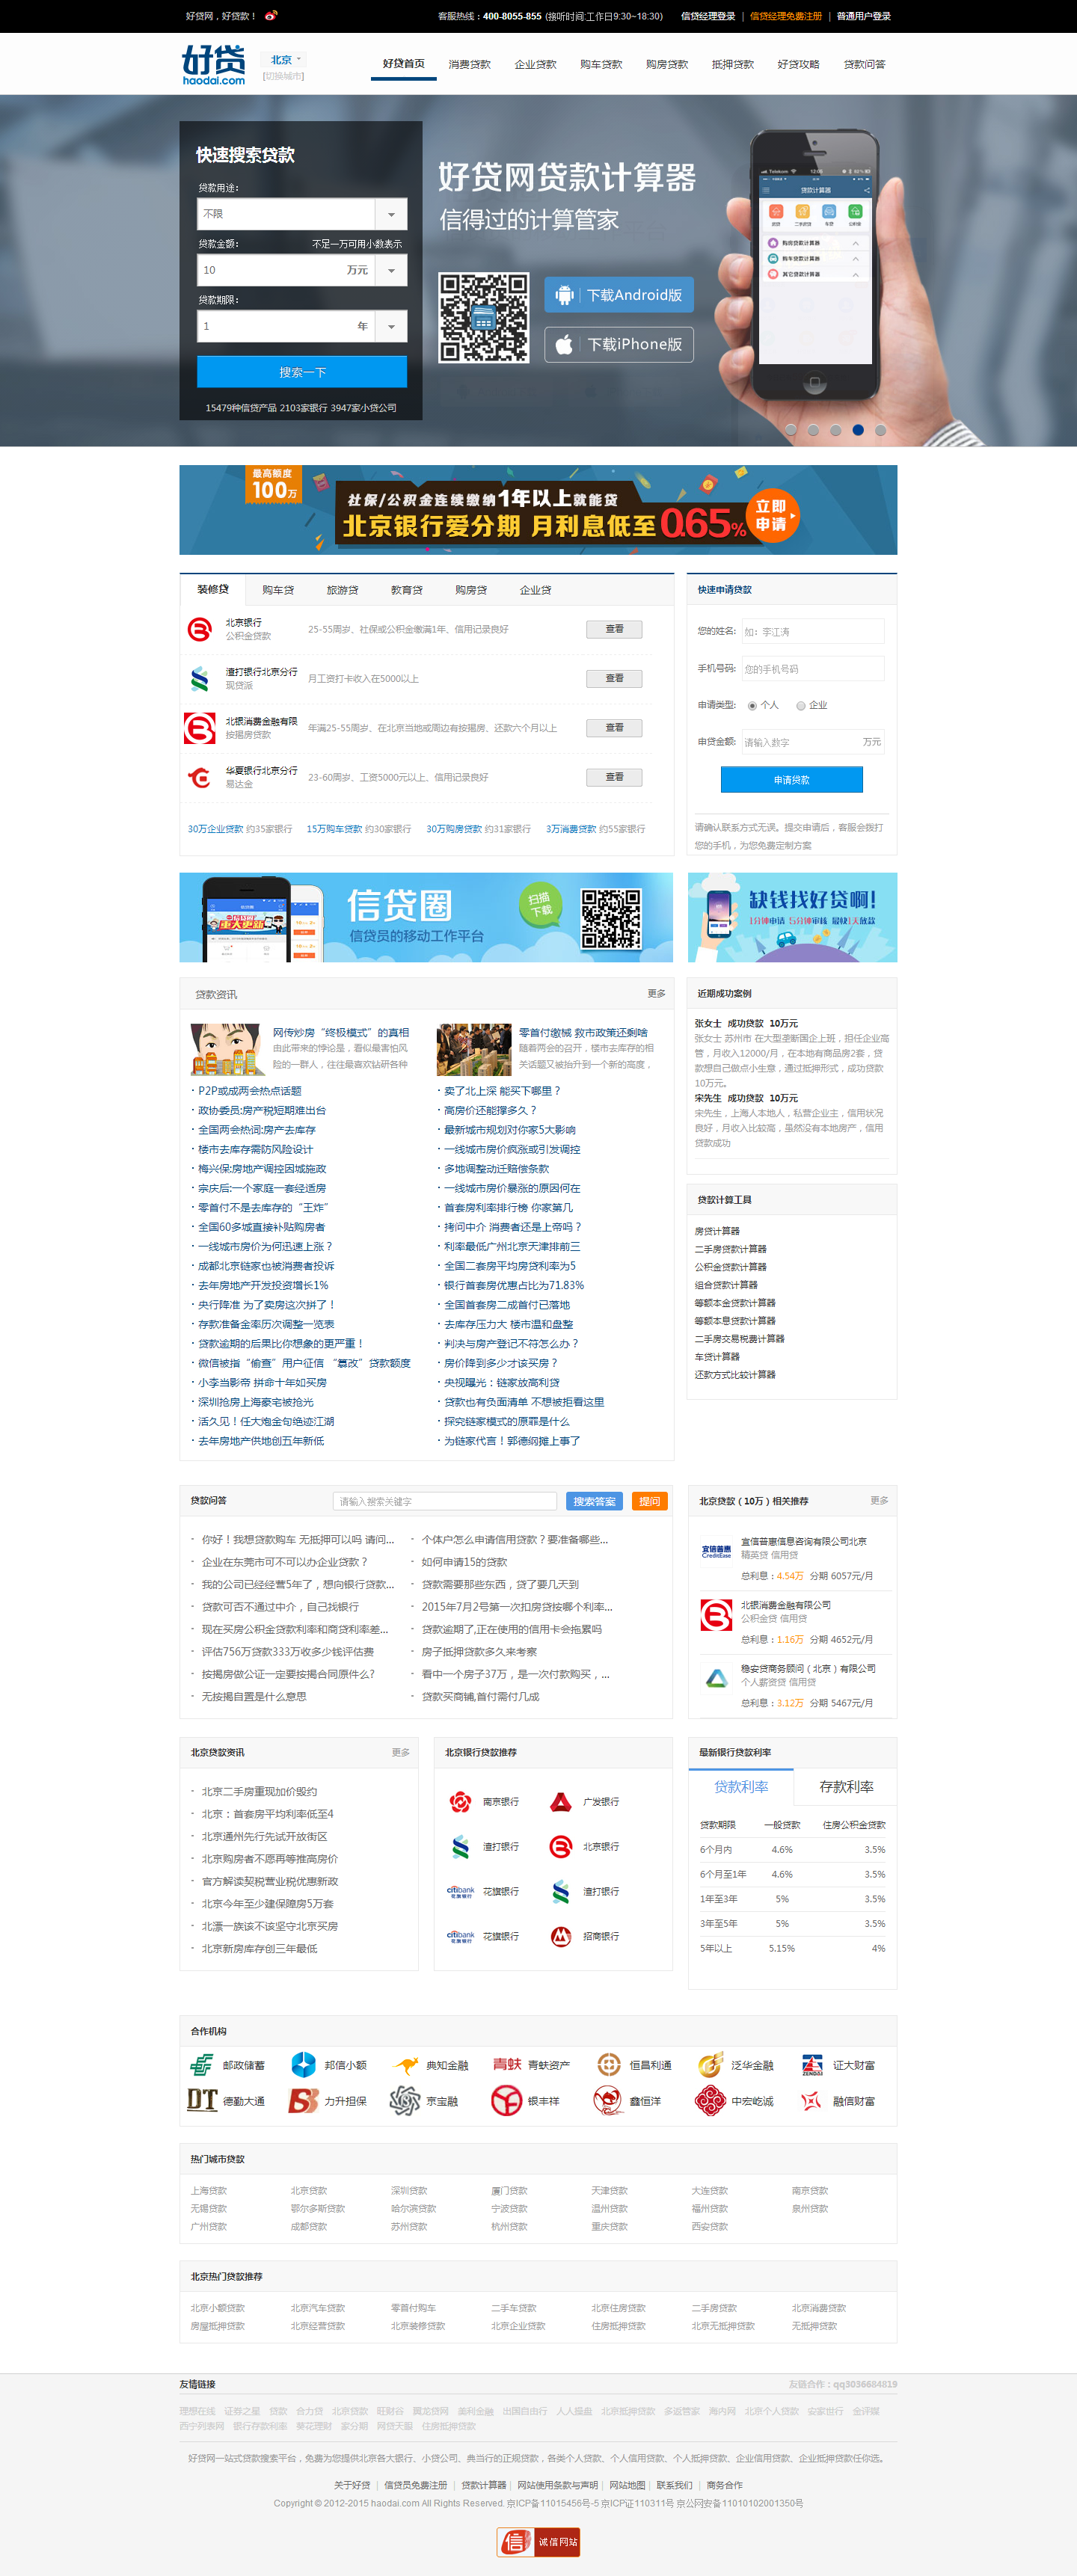 好贷网，好贷款！
客服热线：400-8055-855 (接听时间:工作日9:30~18:30) 信贷经理登录 | 信贷经理免费注册 | 普通用户登录
好贷
haodai.com
北京
[切换城市]
好贷首页 消费贷款 企业贷款 购车贷款 购房贷款 抵押贷款 好贷攻略 贷款问答
快速搜索贷款
贷款用途：
不限
贷款金额： 不足一万可用小数表示
10 万元
贷款期限：
1 年
搜索一下
15479种信贷产品 2103家银行 3947家小贷公司
好贷网贷款计算器
信得过的计算管家
下载Android版
下载iPhone版
贷款计算器
购房贷款计算器
购车贷款计算器
其它贷款计算器
最高额度
100万
社保/公积金连续缴纳1年以上就能贷
北京银行爱分期 月利息低至0.65%
立即
申请
装修贷 购车贷 旅游贷 教育贷 购房贷 企业贷
北京银行
公积金贷款
25-55周岁、社保或公积金缴满1年、信用记录良好
查看
渣打银行北京分行
现贷派
月工资打卡收入在5000以上
查看
北银消费金融有限
按揭房贷款
年满25-55周岁、在北京当地或周边有按揭房、还款六个月以上
查看
华夏银行北京分行
易达金
23-60周岁、工资5000元以上、信用记录良好
查看
30万企业贷款 约35家银行 15万购车贷款 约30家银行 30万购房贷款 约31家银行 3万消费贷款 约55家银行
快速申请贷款
您的姓名: 如：李江涛
手机号码: 您的手机号码
申请类型: 个人 企业
申贷金额: 请输入数字 万元
申请贷款
请确认联系方式无误。提交申请后，客服会拨打
您的手机，为您免费定制方案
信贷圈
信贷员的移动工作平台
扫描
下载
缺钱找好贷啊!
1分钟申请 5分钟审核 最快1天放款
贷款资讯 更多
网传炒房“终极模式”的真相
由此带来的悖论是，看似最害怕风
险的一群人，往往最喜欢钻研各种
零首付缴械 救市政策还剩啥
随着两会的召开，楼市去库存的相
关话题又被抬升到一个新的高度，
· P2P或成两会热点话题
· 政协委员:房产税短期难出台
· 全国两会热词:房产去库存
· 楼市去库存需防风险设计
· 梅兴保:房地产调控因城施政
· 宗庆后:一个家庭一套经适房
· 零首付不是去库存的“王炸”
· 全国60多城直接补贴购房者
· 一线城市房价为何迅速上涨？
· 成都北京链家也被消费者投诉
· 去年房地产开发投资增长1%
· 央行降准 为了卖房这次拼了！
· 存款准备金率历次调整一览表
· 贷款逾期的后果比你想象的更严重！
· 微信被指“偷查”用户征信 “篡改”贷款额度
· 小李当影帝 拼命十年如买房
· 深圳抢房上海豪宅被抢光
· 活久见！任大炮金句绝迹江湖
· 去年房地产供地创五年新低
· 卖了北上深 能买下哪里？
· 高房价还能撑多久？
· 最新城市规划对你家5大影响
· 一线城市房价疯涨或引发调控
· 多地调整动迁赔偿条款
· 一线城市房价暴涨的原因何在
· 首套房利率排行榜 你家第几
· 拷问中介 消费者还是上帝吗？
· 利率最低广州北京天津排前三
· 全国二套房平均房贷利率为5
· 银行首套房优惠占比为71.83%
· 全国首套房二成首付已落地
· 去库存压力大 楼市温和盘整
· 判决与房产登记不符怎么办？
· 房价降到多少才该买房？
· 央视曝光：链家放高利贷
· 贷款也有负面清单 不想被拒看这里
· 探究链家模式的原罪是什么
· 为链家代言！郭德纲摊上事了
近期成功案例
张女士 成功贷款 10万元
张女士 苏州市 在大型垄断国企上班，担任企业高
管，月收入12000/月，在本地有商品房2套，贷
款想自己做点小生意，通过抵押形式，成功贷款
10万元。
宋先生 成功贷款 10万元
宋先生，上海人本地人，私营企业主，信用状况
良好，月收入比较高，虽然没有本地房产，信用
贷款成功
贷款计算工具
房贷计算器
二手房贷款计算器
公积金贷款计算器
组合贷款计算器
等额本金贷款计算器
等额本息贷款计算器
二手房交易税费计算器
车贷计算器
还款方式比较计算器
贷款问答 请输入搜索关键字 搜索答案 提问
- 你好！我想贷款购车 无抵押可以吗 请问...
- 企业在东莞市可不可以办企业贷款？
- 我的公司已经经营5年了，想向银行贷款...
- 贷款可否不通过中介，自己找银行
- 现在买房公积金贷款利率和商贷利率差...
- 评估756万贷款333万收多少钱评估费
- 按揭房做公证一定要按揭合同原件么?
- 无按揭自置是什么意思
- 个体户怎么申请信用贷款？要准备哪些...
- 如何申请15的贷款
- 贷款需要那些东西，贷了要几天到
- 2015年7月2号第一次扣房贷按哪个利率...
- 贷款逾期了,正在使用的信用卡会拖累吗
- 房子抵押贷款多久来考察
- 看中一个房子37万，是一次付款购买，...
- 贷款买商铺,首付需付几成
北京贷款（10万）相关推荐 更多
宜信普惠
CreditEase
宜信普惠信息咨询有限公司北京
精英贷 信用贷
总利息：4.54万 分期 6057元/月
北银消费金融有限公司
公积金贷 信用贷
总利息：1.16万 分期 4652元/月
稳安贷商务顾问（北京）有限公司
个人薪资贷 信用贷
总利息：3.12万 分期 5467元/月
北京贷款资讯 更多
- 北京二手房重现加价毁约
- 北京：首套房平均利率低至4
- 北京通州先行先试开放街区
- 北京购房者不愿再等推高房价
- 官方解读契税营业税优惠新政
- 北京今年至少建保障房5万套
- 北漂一族该不该坚守北京买房
- 北京新房库存创三年最低
北京银行贷款推荐
南京银行 广发银行
渣打银行 北京银行
citibank 花旗银行 花旗银行 渣打银行
citibank 花旗银行 花旗银行 招商银行
最新银行贷款利率
贷款利率 存款利率
贷款期限 一般贷款 住房公积金贷款
6个月内 4.6% 3.5%
6个月至1年 4.6% 3.5%
1年至3年 5% 3.5%
3年至5年 5% 3.5%
5年以上 5.15% 4%
合作机构
邮政储蓄 邦信小额 典知金融 青蚨 青蚨资产 恒昌利通 泛华金融 ZENDAI 证大财富
DT 德勤大通 力升担保 京宝融 银丰祥 鑫恒洋 中宏屹诚 融信财富
热门城市贷款
上海贷款 北京贷款 深圳贷款 厦门贷款 天津贷款 大连贷款 南京贷款
无锡贷款 鄂尔多斯贷款 哈尔滨贷款 宁波贷款 温州贷款 福州贷款 泉州贷款
广州贷款 成都贷款 苏州贷款 杭州贷款 重庆贷款 西安贷款
北京热门贷款推荐
北京小额贷款 北京汽车贷款 零首付购车 二手车贷款 北京住房贷款 二手房贷款 北京消费贷款
房屋抵押贷款 北京经营贷款 北京装修贷款 北京企业贷款 住房抵押贷款 北京无抵押贷款 无抵押贷款
友情链接 友链合作：qq3036684819
理想在线 证券之星 贷款 合力贷 北京贷款 旺财谷 翼龙贷网 美利金融 出国自由行 人人操盘 北京抵押贷款 多返管家 海内网 北京个人贷款 安家世行 金评媒
西宁列表网 银行存款利率 葵花理财 家分期 网贷天眼 住房抵押贷款
好贷网一站式贷款搜索平台，免费为您提供北京各大银行、小贷公司、典当行的正规贷款，各类个人贷款、个人信用贷款、个人抵押贷款、企业信用贷款、企业抵押贷款任你选。
关于好贷 | 信贷员免费注册 | 贷款计算器 | 网站使用条款与声明 | 网站地图 | 联系我们 | 商务合作
Copyright © 2012-2015 haodai.com All Rights Reserved. 京ICP备11015456号-5 京ICP证110311号 京公网安备11010102001350号
信 诚信网站